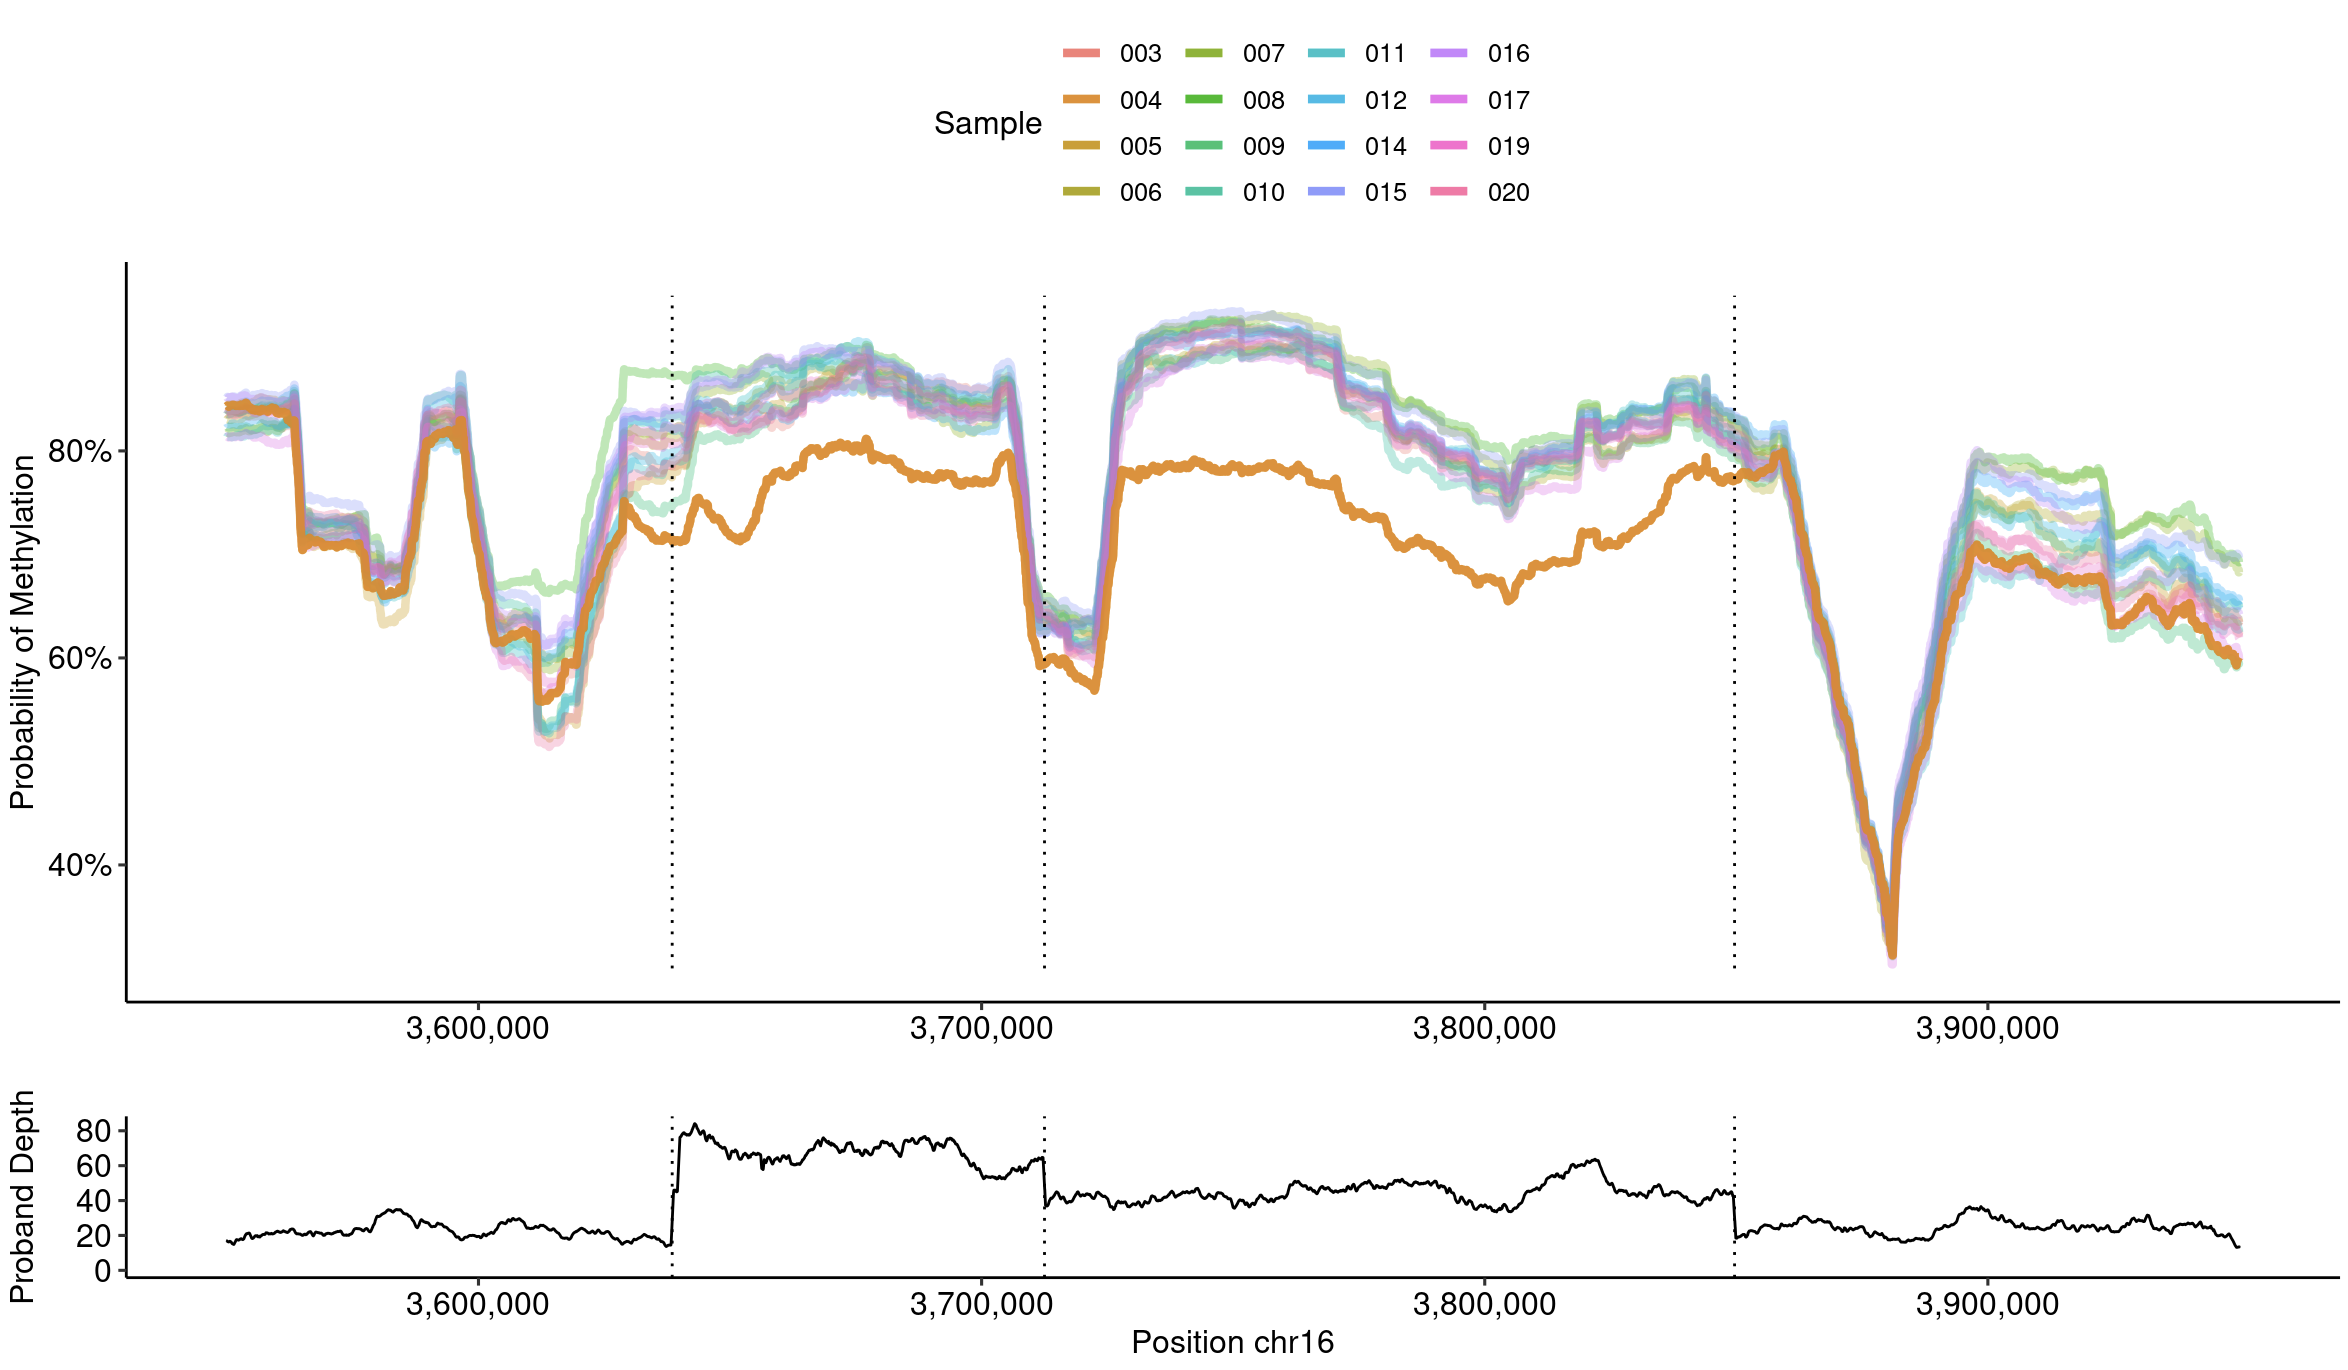 Sample
003 007 011 016
004 008 012 017
005 009 014 019
006 010 015 020
Probability of Methylation
80%
60%
40%
3,600,000 3,700,000 3,800,000 3,900,000
Proband Depth
80
60
40
20
0
3,600,000 3,700,000 3,800,000 3,900,000
Position chr16